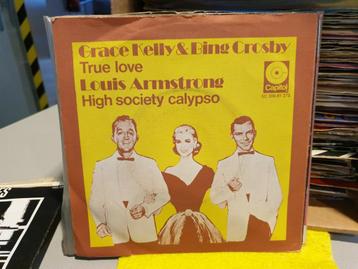 Grace Kelly & Bing Crosby
True love
Louis Armstrong
High society calypso
Capitol